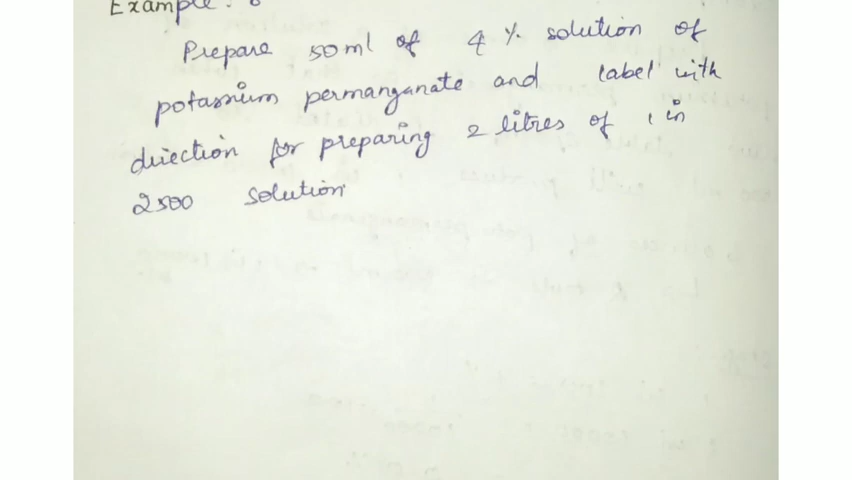 Example : 8
Prepare 50ml of 4 % solution of
potassium permanganate and label with
direction for preparing 2 litres of 1 in
2500 solution